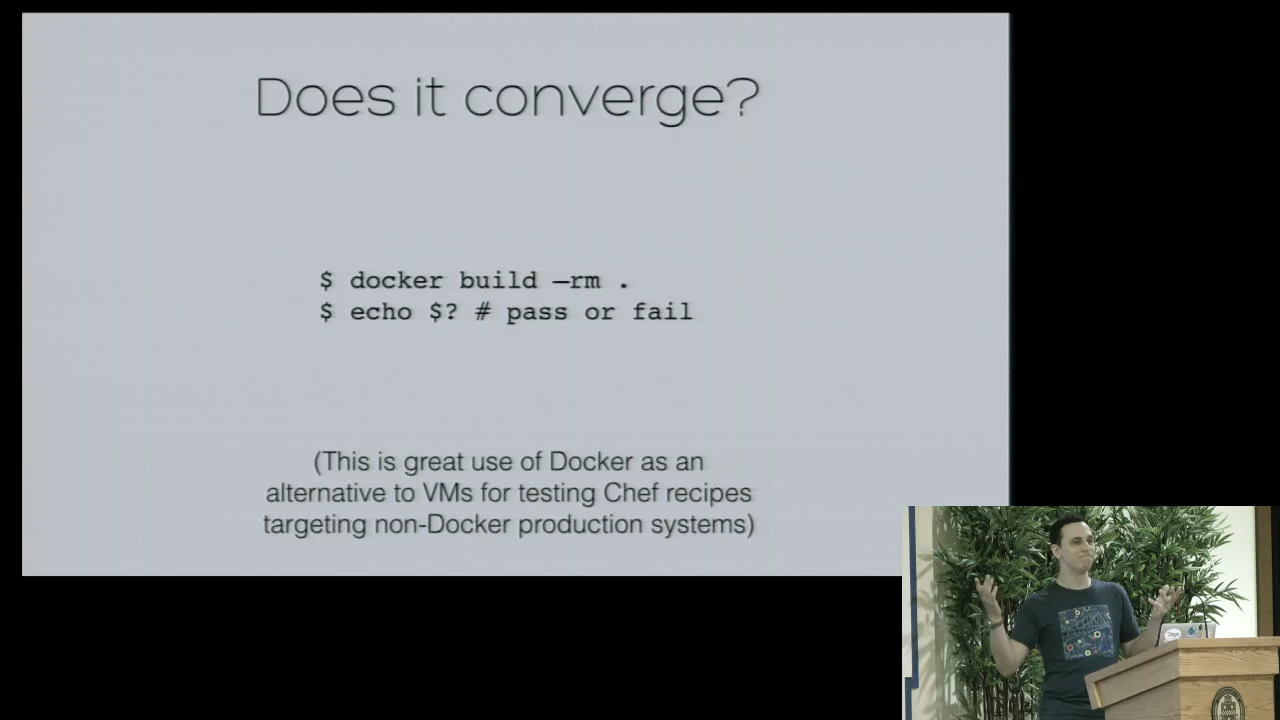 Does it converge?
$ docker build —rm .
$ echo $? # pass or fail
(This is great use of Docker as an
alternative to VMs for testing Chef recipes
targeting non-Docker production systems)